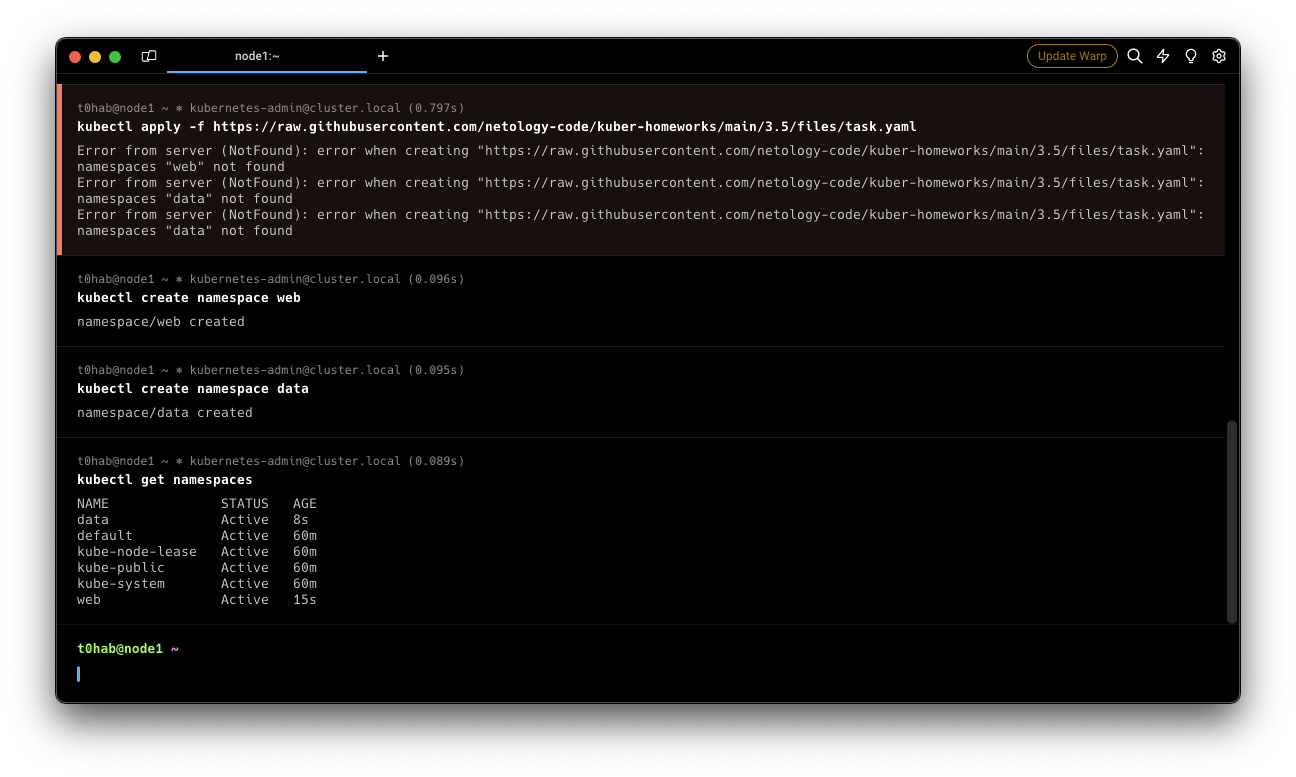 node1:~
+
Update Warp
t0hab@node1 ~ ⎈ kubernetes-admin@cluster.local (0.797s)
kubectl apply -f https://raw.githubusercontent.com/netology-code/kuber-homeworks/main/3.5/files/task.yaml
Error from server (NotFound): error when creating "https://raw.githubusercontent.com/netology-code/kuber-homeworks/main/3.5/files/task.yaml":
namespaces "web" not found
Error from server (NotFound): error when creating "https://raw.githubusercontent.com/netology-code/kuber-homeworks/main/3.5/files/task.yaml":
namespaces "data" not found
Error from server (NotFound): error when creating "https://raw.githubusercontent.com/netology-code/kuber-homeworks/main/3.5/files/task.yaml":
namespaces "data" not found
t0hab@node1 ~ ⎈ kubernetes-admin@cluster.local (0.096s)
kubectl create namespace web
namespace/web created
t0hab@node1 ~ ⎈ kubernetes-admin@cluster.local (0.095s)
kubectl create namespace data
namespace/data created
t0hab@node1 ~ ⎈ kubernetes-admin@cluster.local (0.089s)
kubectl get namespaces
NAME              STATUS   AGE
data              Active   8s
default           Active   60m
kube-node-lease   Active   60m
kube-public       Active   60m
kube-system       Active   60m
web               Active   15s
t0hab@node1 ~